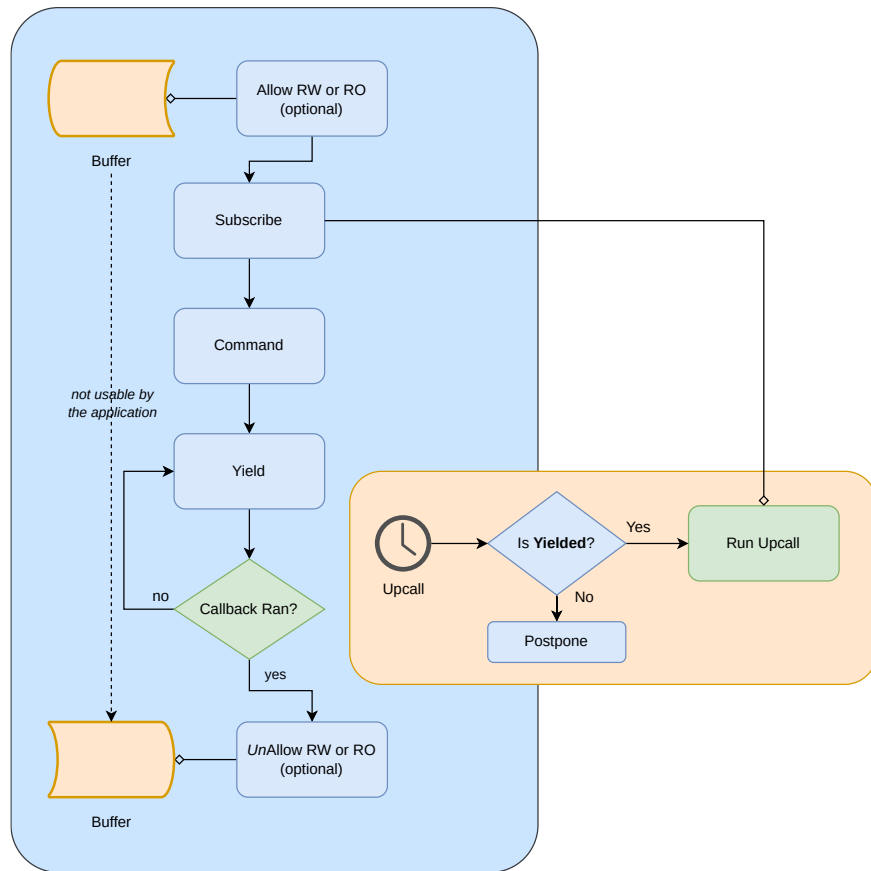 Allow RW or RO
(optional)
Buffer
Subscribe
Command
not usable by
the application
Yield
Is Yielded?
Yes
Run Upcall
Upcall
no
Callback Ran?
No
Postpone
yes
UnAllow RW or RO
(optional)
Buffer